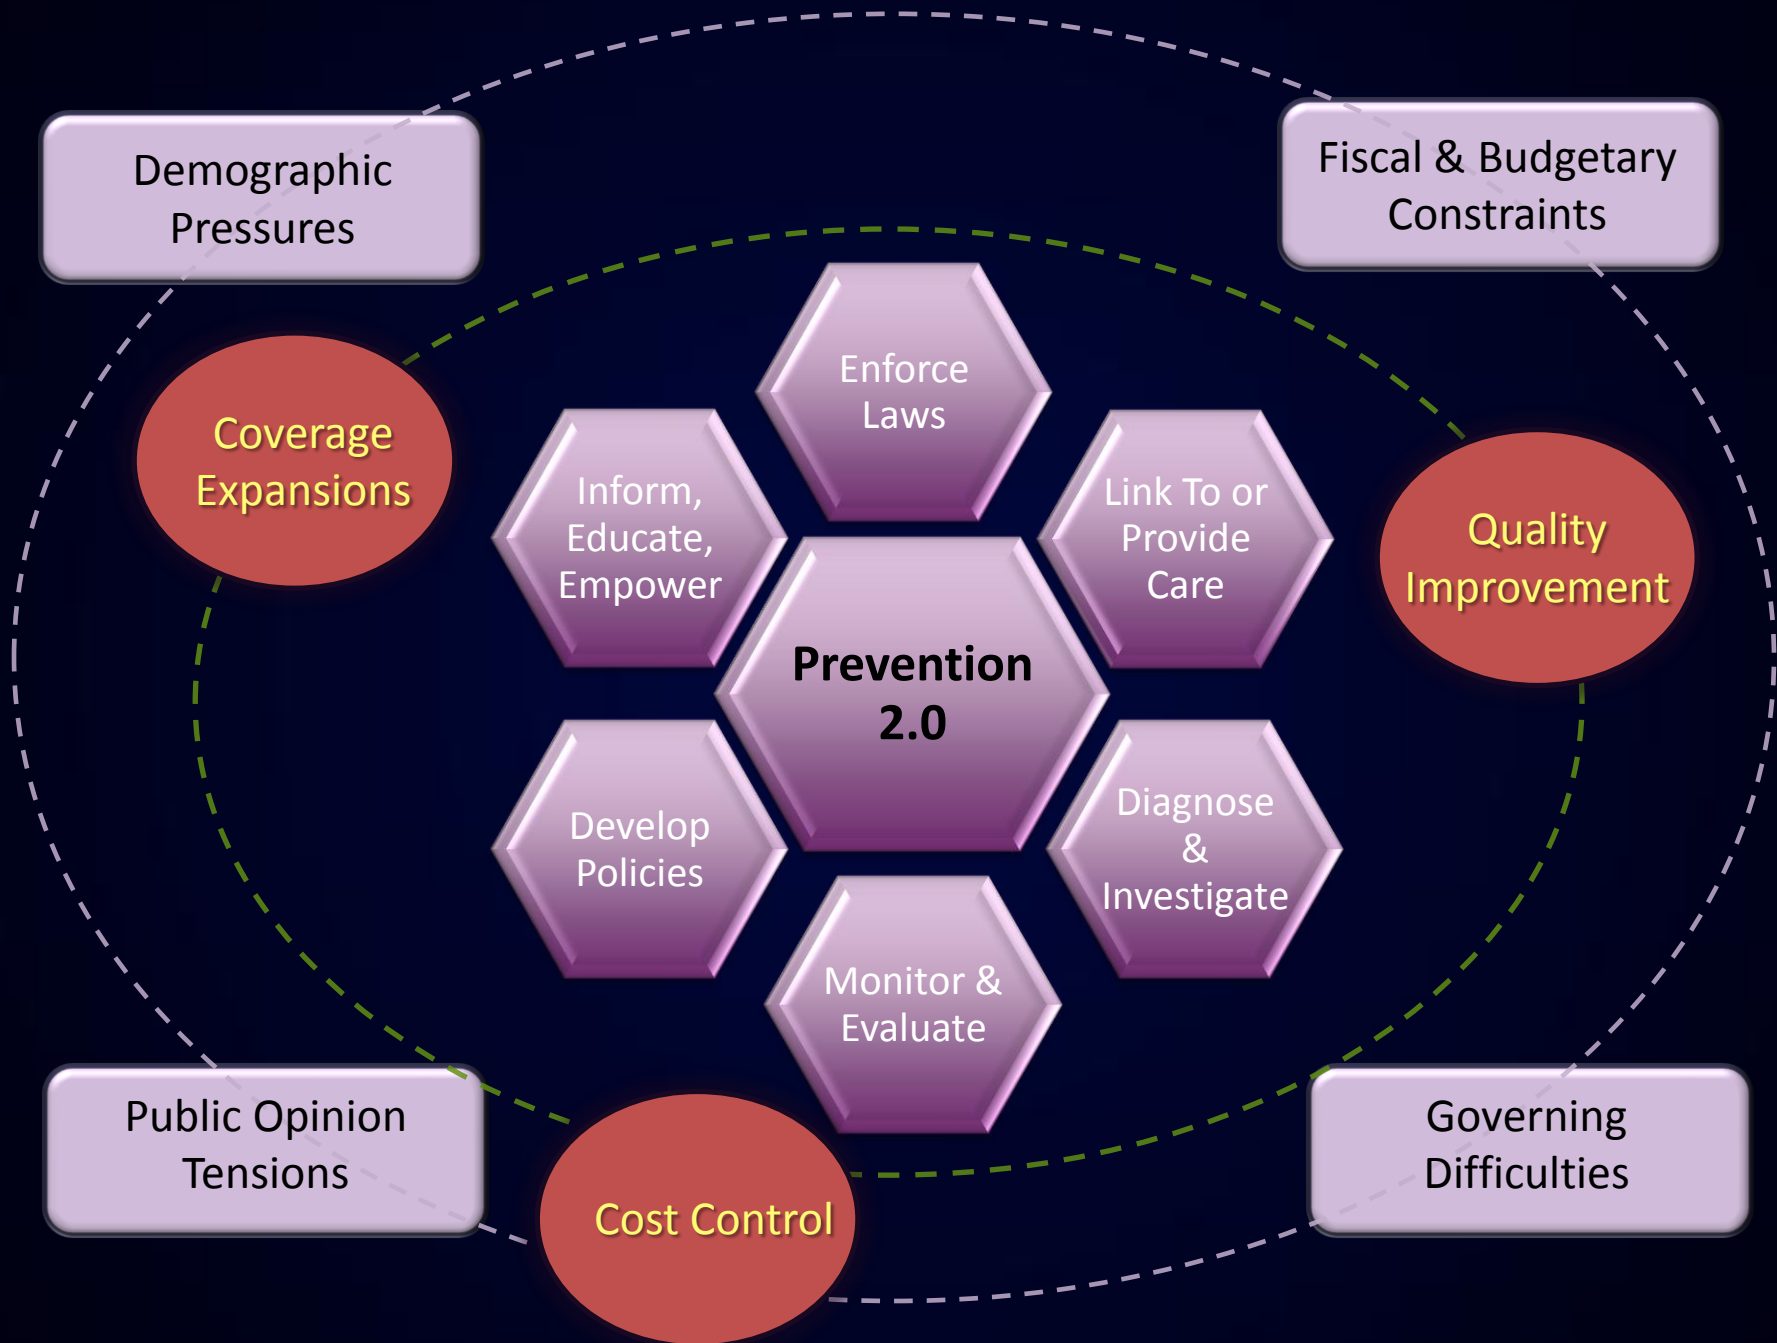 Demographic
Pressures
Fiscal & Budgetary
Constraints
Coverage
Expansions
Enforce
Laws
Inform,
Educate,
Empower
Link To or
Provide
Care
Quality
Improvement
Prevention
2.0
Develop
Policies
Diagnose
&
Investigate
Monitor &
Evaluate
Public Opinion
Tensions
Cost Control
Governing
Difficulties